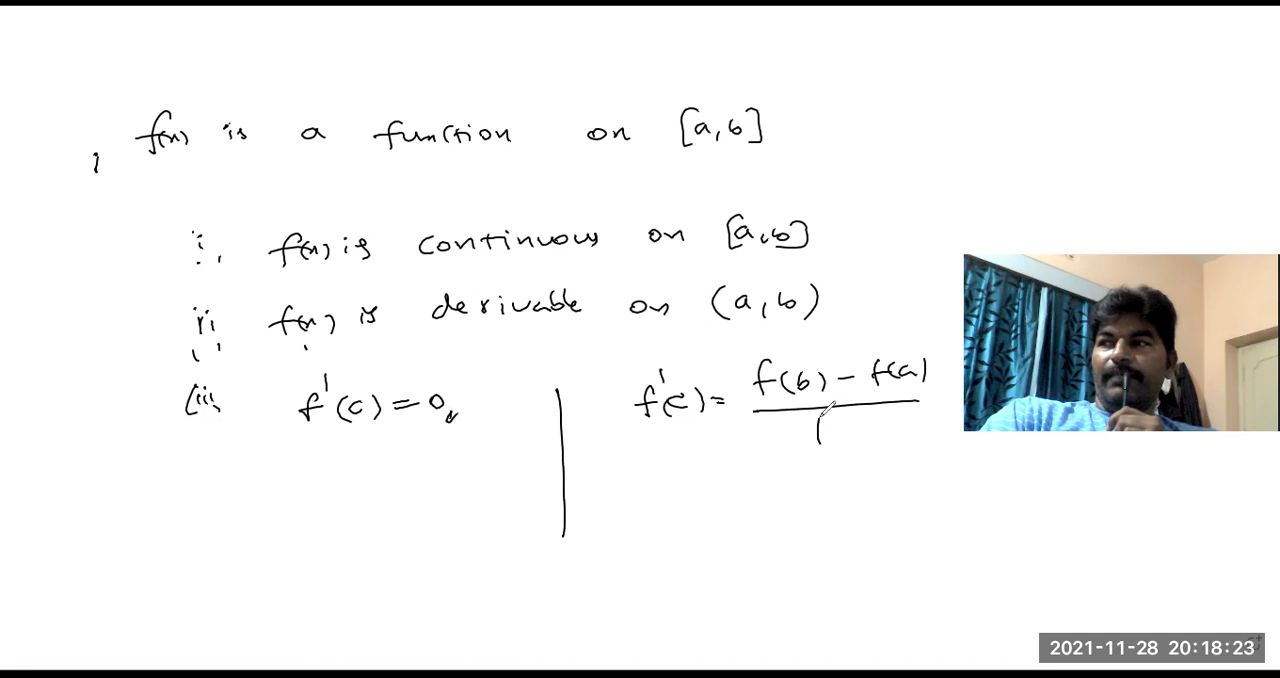 f(x) is a function on [a, b]
i, f(x) is continuous on [a, b]
ii, f(x) is derivable on (a, b)
(iii, f'(c) = 0, f'(c) = f(b) - f(a)
2021-11-28 20:18:23